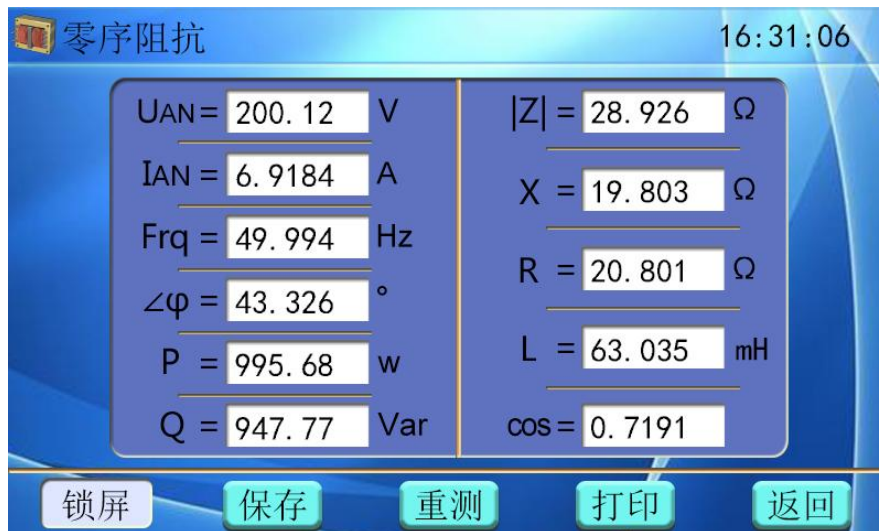 零序阻抗 16:31:06
UAN = 200.12 V
IAN = 6.9184 A
Frq = 49.994 Hz
∠φ = 43.326 °
P = 995.68 w
Q = 947.77 Var
|Z| = 28.926 Ω
X = 19.803 Ω
R = 20.801 Ω
L = 63.035 mH
cos = 0.7191
锁屏 保存 重测 打印 返回